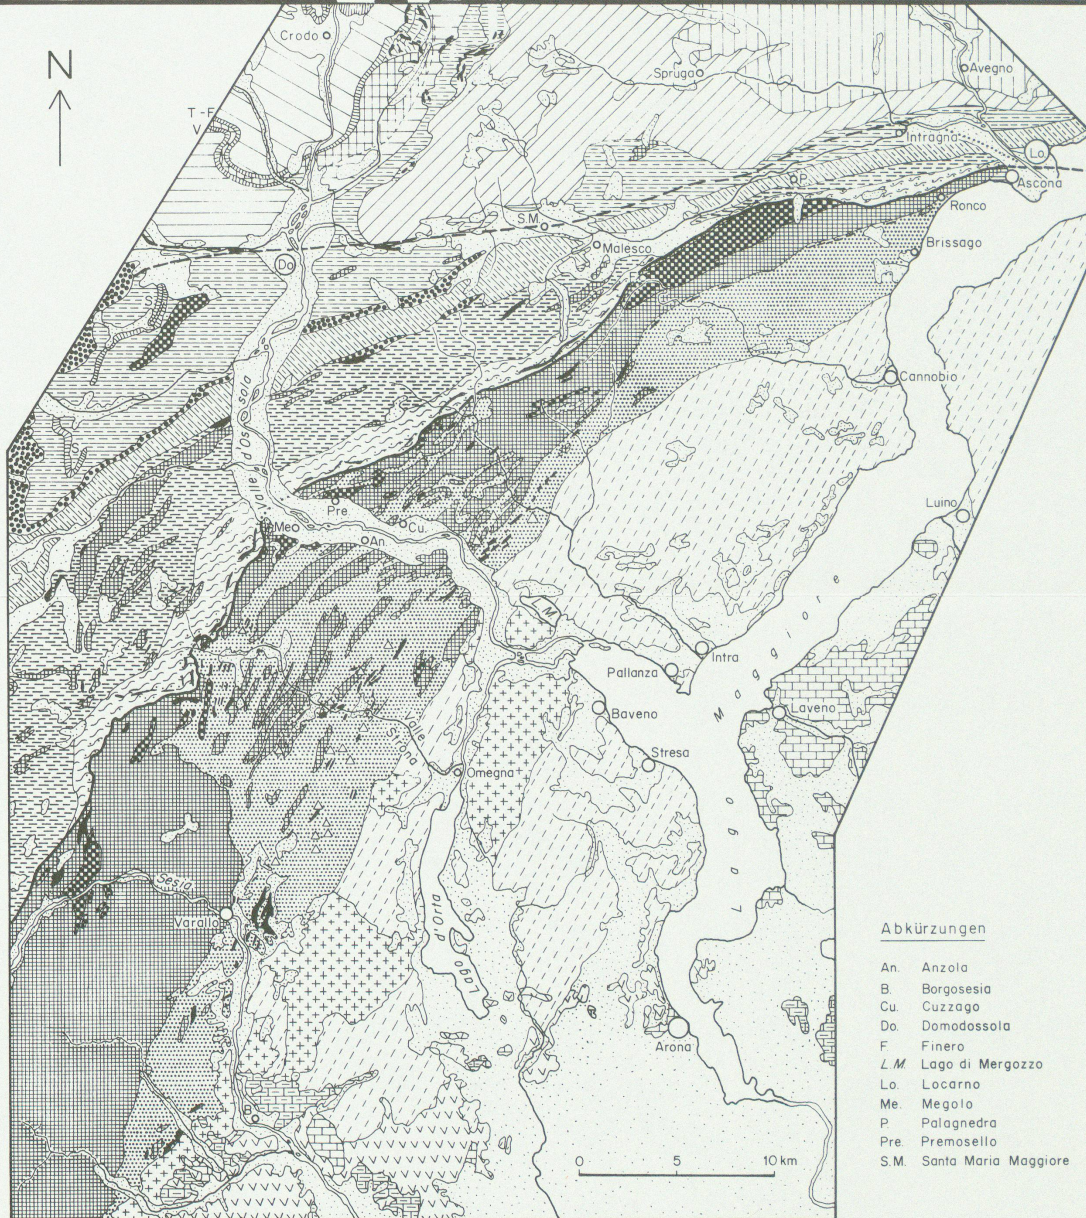 N
Crodo
Spruga
Avegno
T-F
V
Intragna
Lo.
P.
Ascona
S.M.
Ronco
Malesco
Brissago
Do.
Valle d'Ossola
S
S
S
Cannobio
Luino
Pre.
Me.
Cu.
An.
L.M.
Intra
Pallanza
Lago Maggiore
Baveno
Laveno
Valle
Strona
Stresa
Omegna
Sesia
Varallo
Lago d'Orta
Arona
B.
0 5 10 km
Abkürzungen
An. Anzola
B. Borgosesia
Cu. Cuzzago
Do. Domodossola
F. Finero
L.M. Lago di Mergozzo
Lo. Locarno
Me. Megolo
P. Palagnedra
Pre. Premosello
S.M. Santa Maria Maggiore